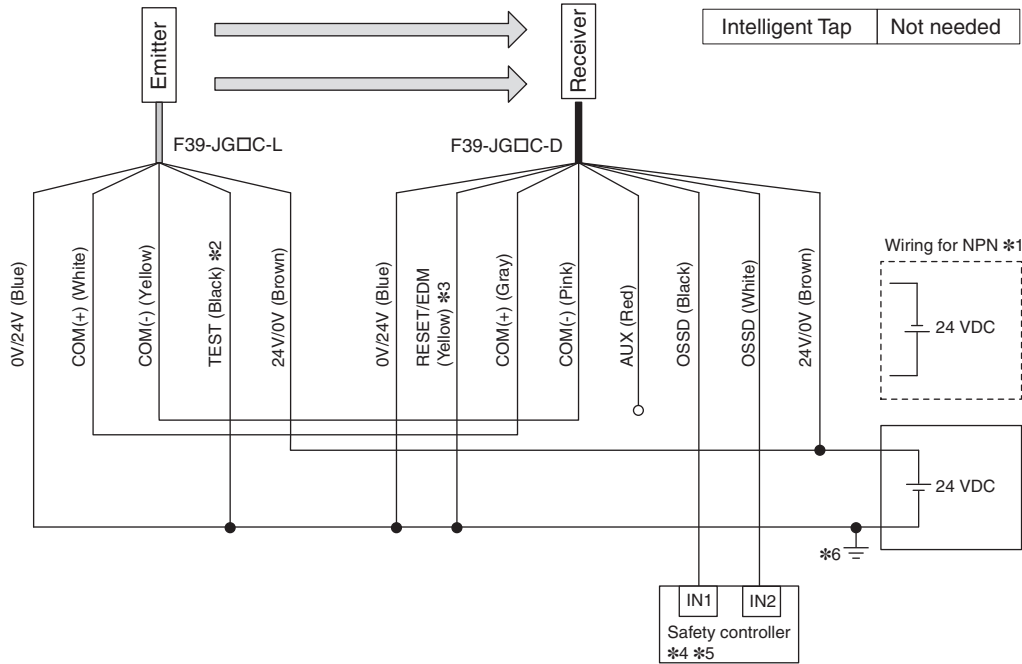 Intelligent Tap Not needed
Emitter
Receiver
F39-JG□C-L
F39-JG□C-D
0V/24V (Blue)
COM(+) (White)
COM(-) (Yellow)
TEST (Black) ✱2
24V/0V (Brown)
0V/24V (Blue)
RESET/EDM
(Yellow) ✱3
COM(+) (Gray)
COM(-) (Pink)
AUX (Red)
OSSD (Black)
OSSD (White)
24V/0V (Brown)
Wiring for NPN ✱1
24 VDC
24 VDC
✱6
IN1 IN2
Safety controller
✱4 ✱5